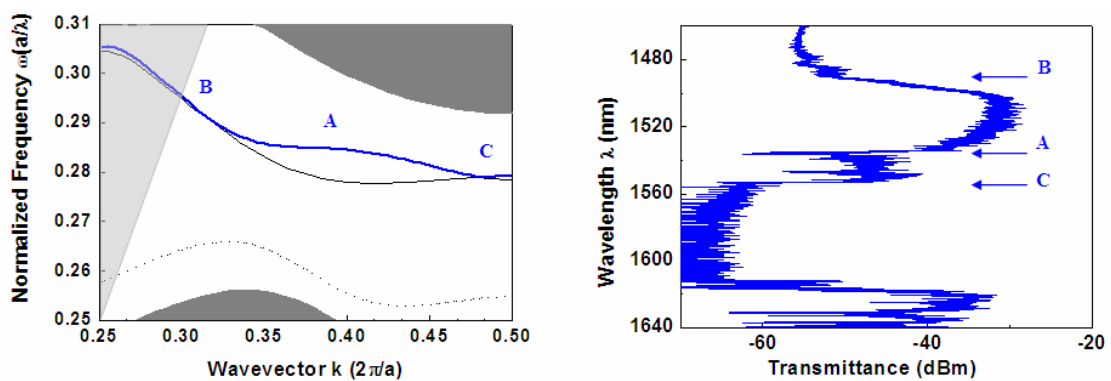 Normalized Frequency ω(a/λ)
0.31
0.30
0.29
0.28
0.27
0.26
0.25
B
A
C
0.25 0.30 0.35 0.40 0.45 0.50
Wavevector k (2π/a)
Wavelength λ (nm)
1480
1520
1560
1600
1640
B
A
C
-60 -40 -20
Transmittance (dBm)